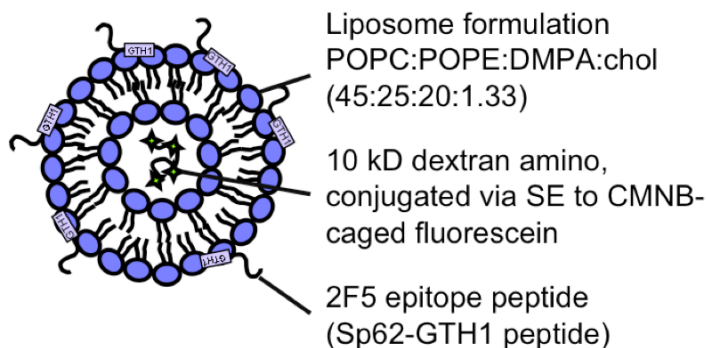 GTH1
GTH1
GTH1
GTH1
GTH1
GTH1
Liposome formulation
POPC:POPE:DMPA:chol
(45:25:20:1.33)
10 kD dextran amino,
conjugated via SE to CMNB-
caged fluorescein
2F5 epitope peptide
(Sp62-GTH1 peptide)